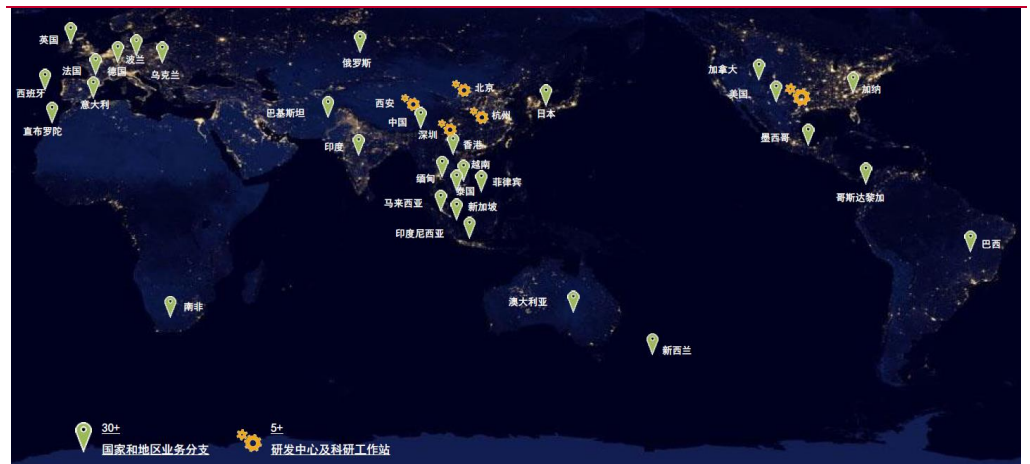 英国
波兰
法国
德国
乌克兰
西班牙
意大利
直布罗陀
俄罗斯
巴基斯坦
印度
北京
西安
杭州
中国
深圳
香港
日本
缅甸
越南
泰国
菲律宾
马来西亚
新加坡
印度尼西亚
南非
澳大利亚
新西兰
加拿大
美国
加纳
墨西哥
哥斯达黎加
巴西
30+
国家和地区业务分支
5+
研发中心及科研工作站